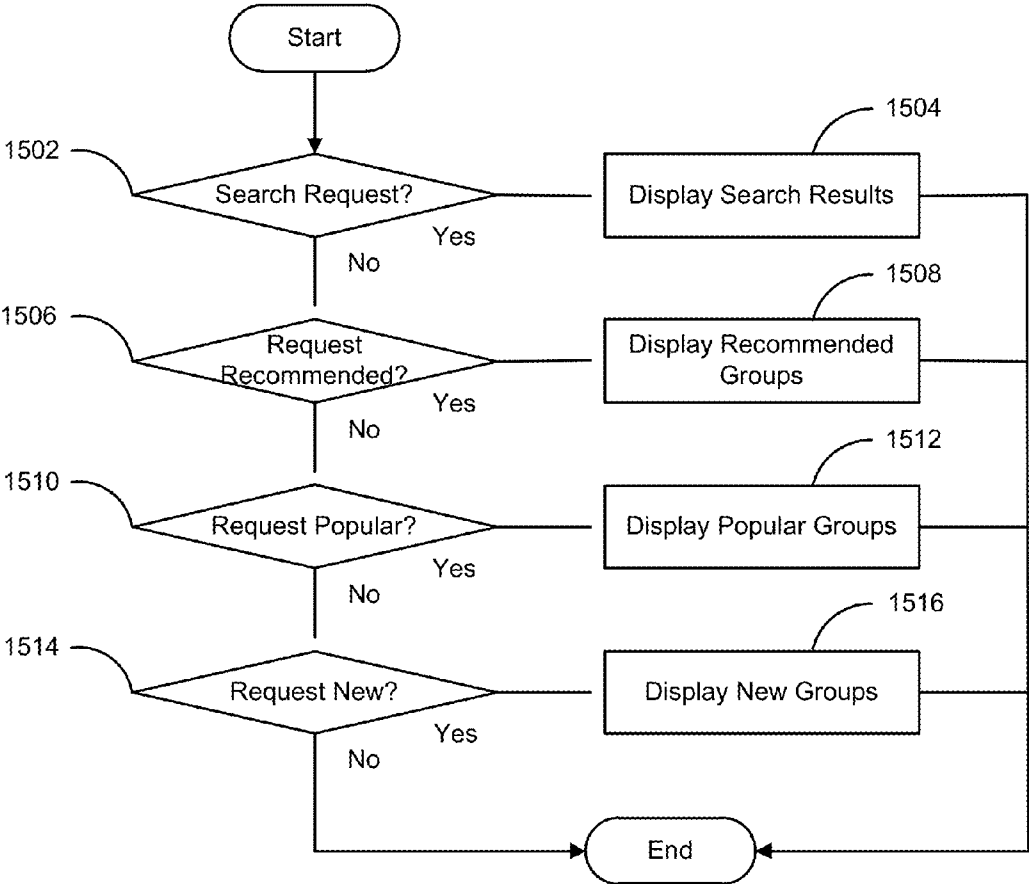 Start
1504
1502
Search Request?
Display Search Results
Yes
No
1508
1506
Request
Recommended?
Display Recommended
Groups
Yes
No
1512
1510
Request Popular?
Display Popular Groups
Yes
No
1516
1514
Request New?
Display New Groups
Yes
No
End